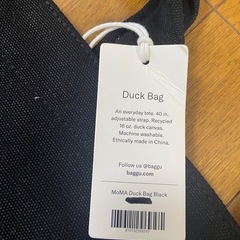 Duck Bag
An everyday tote. 40 in.
adjustable strap. Recycled
16 oz. duck canvas.
Machine washable.
Ethically made in China.
Follow us @baggu
baggu.com
MoMA Duck Bag Black